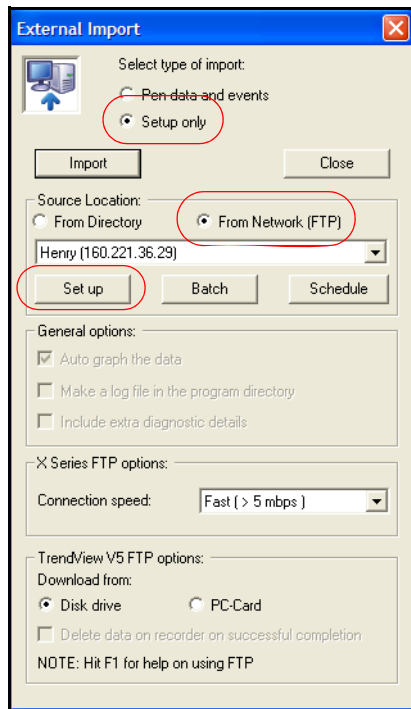 External Import
Select type of import:
Pen data and events
Setup only
Import
Close
Source Location:
From Directory
From Network (FTP)
Henry (160.221.36.29)
Set up
Batch
Schedule
General options:
Auto graph the data
Make a log file in the program directory
Include extra diagnostic details
X Series FTP options:
Connection speed:
Fast ( > 5 mbps )
TrendView V5 FTP options:
Download from:
Disk drive
PC-Card
Delete data on recorder on successful completion
NOTE: Hit F1 for help on using FTP